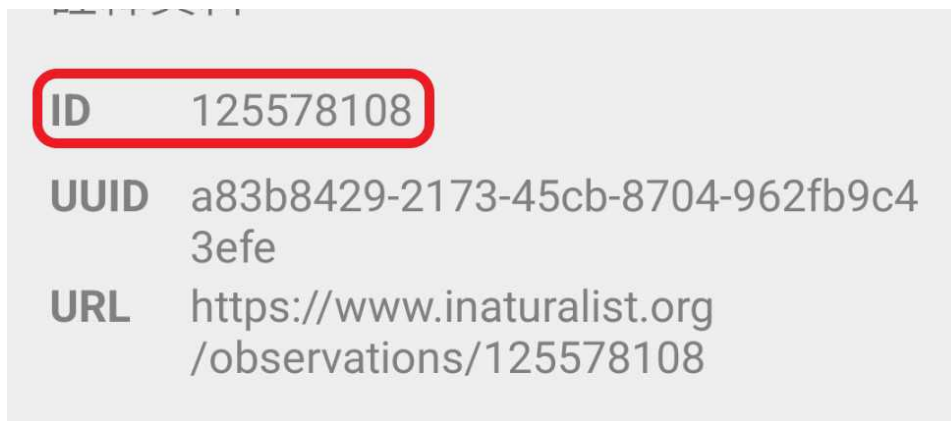 ID 125578108
UUID a83b8429-2173-45cb-8704-962fb9c4
3efe
URL https://www.inaturalist.org
/observations/125578108